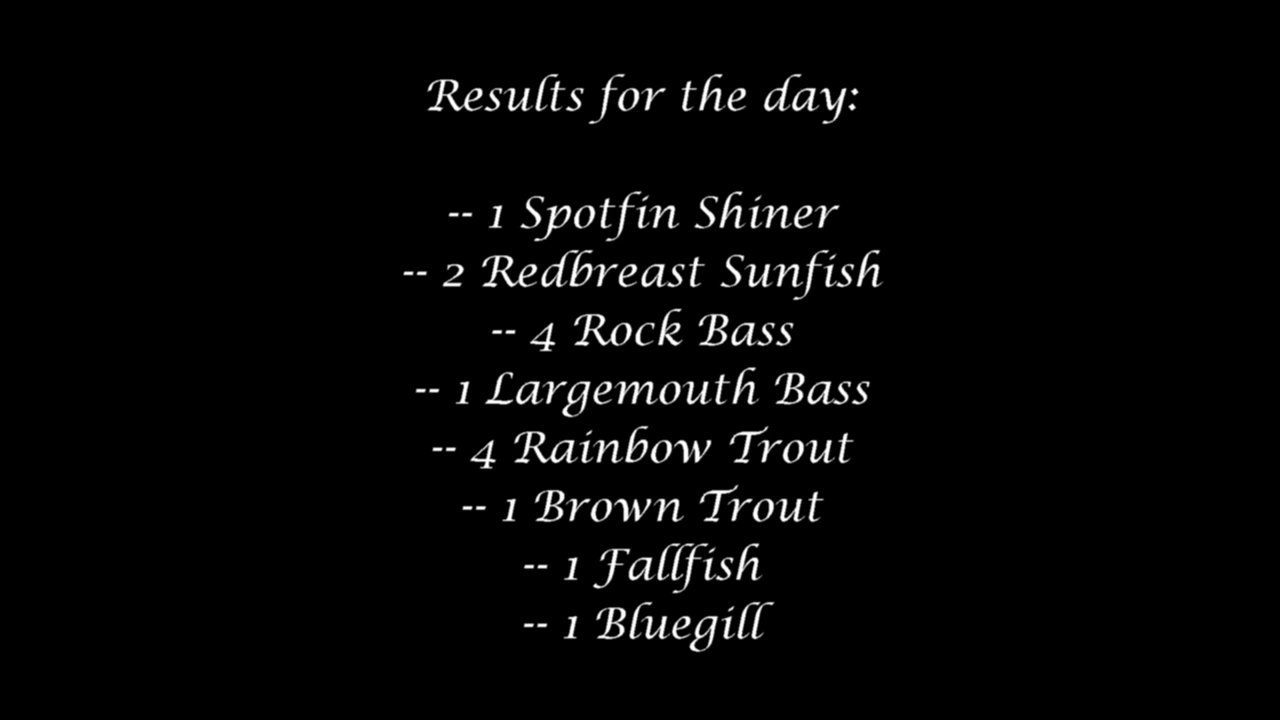 Results for the day:
-- 1 Spotfin Shiner
-- 2 Redbreast Sunfish
-- 4 Rock Bass
-- 1 Largemouth Bass
-- 4 Rainbow Trout
-- 1 Brown Trout
-- 1 Fallfish
-- 1 Bluegill